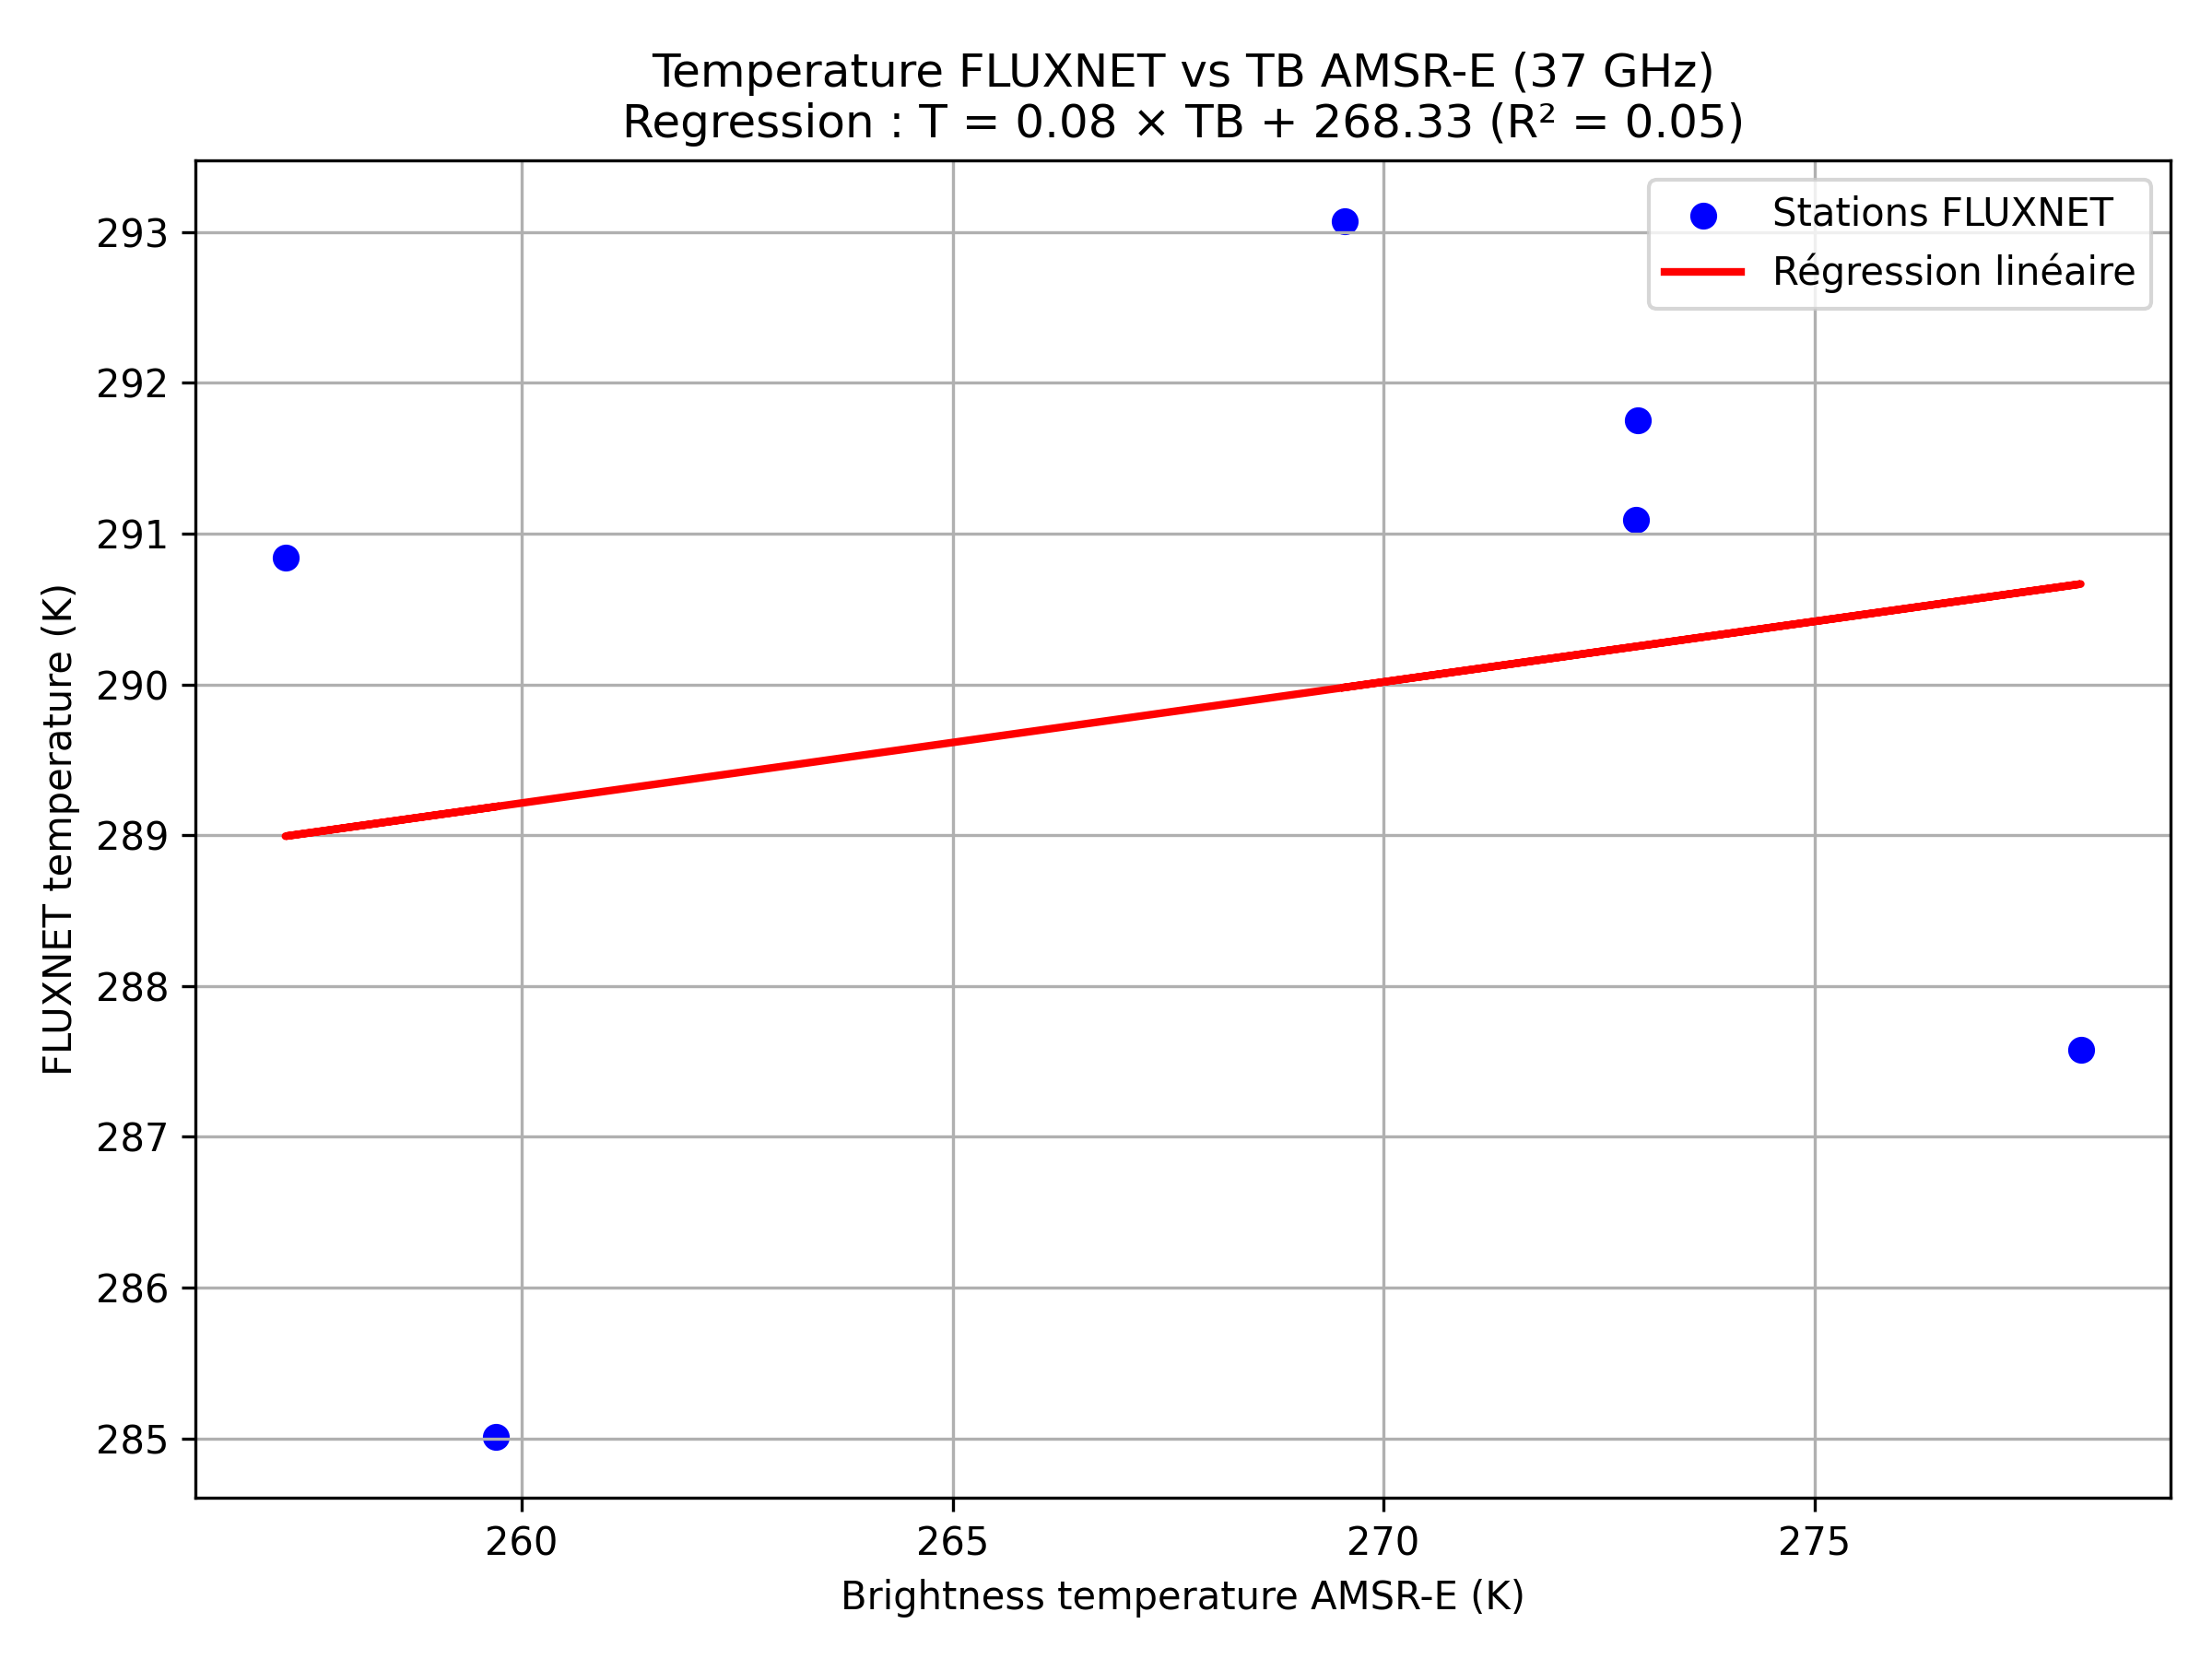 Temperature FLUXNET vs TB AMSR-E (37 GHz)
Regression : T = 0.08 × TB + 268.33 (R² = 0.05)
Stations FLUXNET
Régression linéaire
FLUXNET temperature (K)
293
292
291
290
289
288
287
286
285
260 265 270 275
Brightness temperature AMSR-E (K)